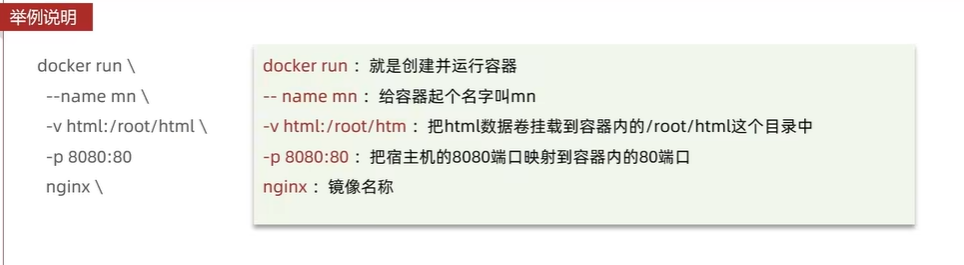 举例说明
docker run \
--name mn \
-v html:/root/html \
-p 8080:80
nginx \
docker run ：就是创建并运行容器
-- name mn ：给容器起个名字叫mn
-v html:/root/htm ：把html数据卷挂载到容器内的/root/html这个目录中
-p 8080:80 ：把宿主机的8080端口映射到容器内的80端口
nginx ：镜像名称